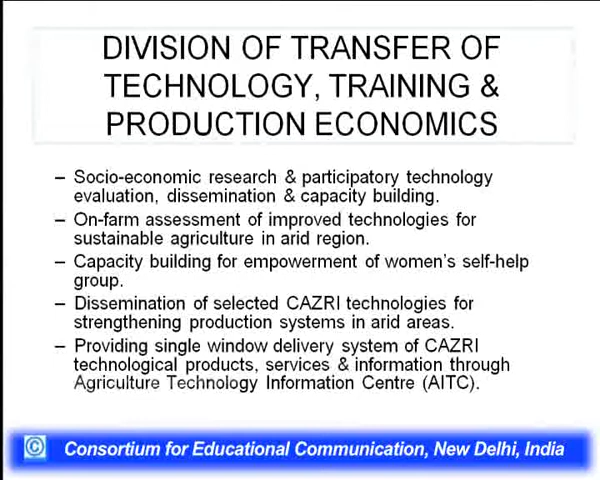 DIVISION OF TRANSFER OF
TECHNOLOGY, TRAINING &
PRODUCTION ECONOMICS
– Socio-economic research & participatory technology
evaluation, dissemination & capacity building.
– On-farm assessment of improved technologies for
sustainable agriculture in arid region.
– Capacity building for empowerment of women's self-help
group.
– Dissemination of selected CAZRI technologies for
strengthening production systems in arid areas.
– Providing single window delivery system of CAZRI
technological products, services & information through
Agriculture Technology Information Centre (AITC).
© Consortium for Educational Communication, New Delhi, India